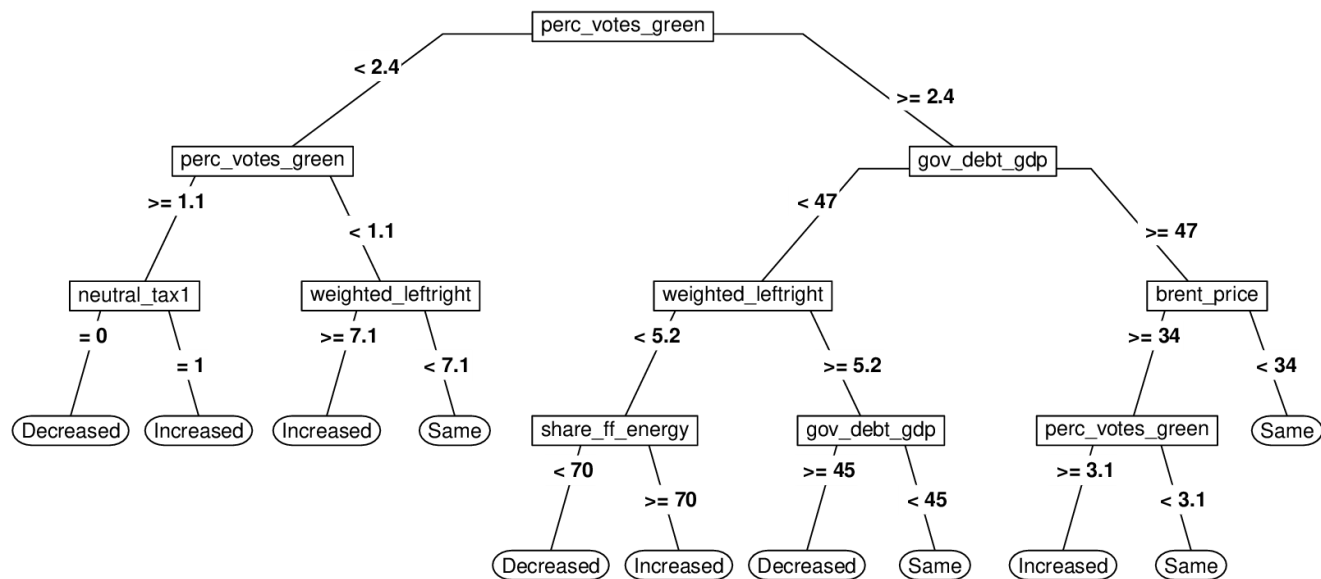 perc_votes_green
< 2.4
>= 2.4
perc_votes_green
gov_debt_gdp
>= 1.1
< 1.1
< 47
>= 47
neutral_tax1
weighted_leftright
weighted_leftright
brent_price
= 0
= 1
>= 7.1
< 7.1
< 5.2
>= 5.2
>= 34
< 34
Decreased
Increased
Increased
Same
share_ff_energy
gov_debt_gdp
perc_votes_green
Same
< 70
>= 70
>= 45
< 45
>= 3.1
< 3.1
Decreased
Increased
Decreased
Same
Increased
Same